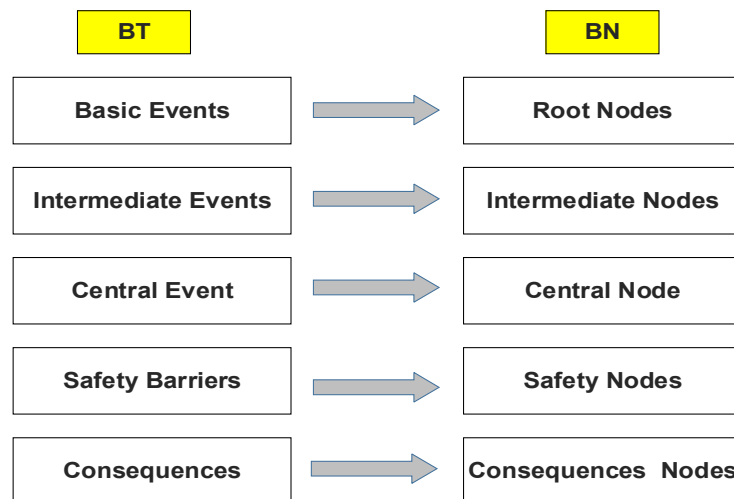 BT BN
Basic Events Root Nodes
Intermediate Events Intermediate Nodes
Central Event Central Node
Safety Barriers Safety Nodes
Consequences Consequences Nodes